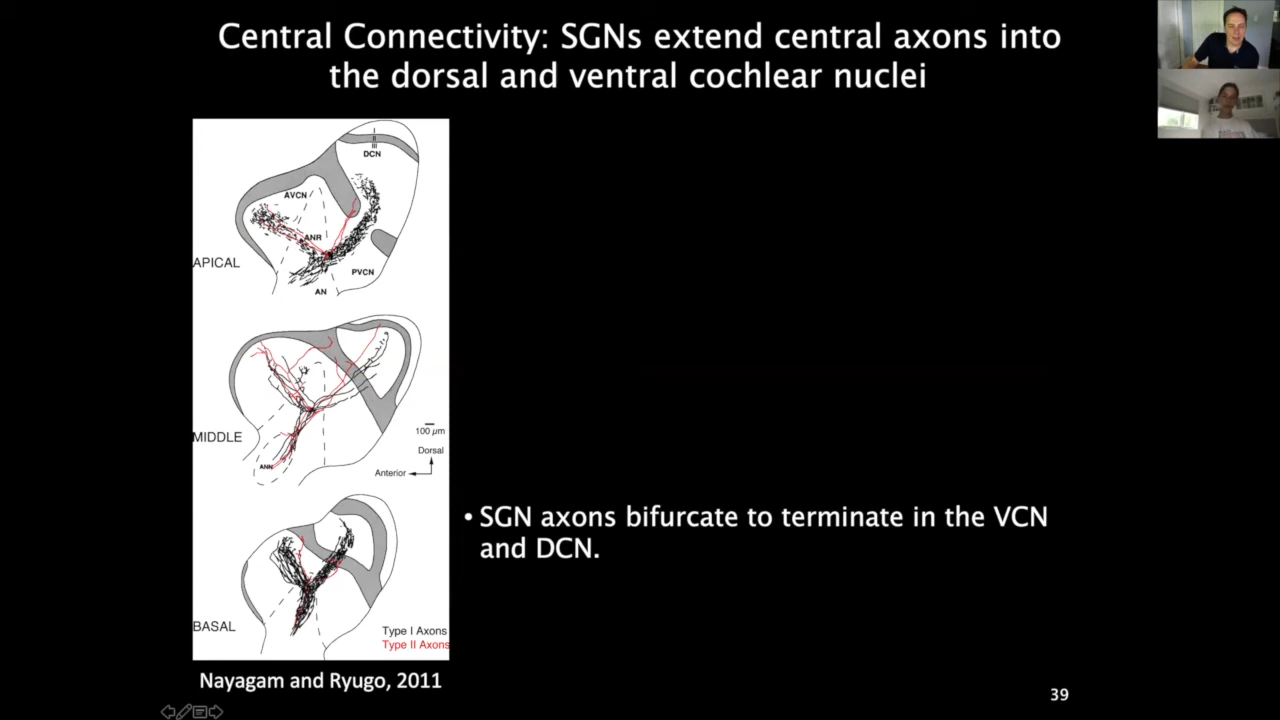 Central Connectivity: SGNs extend central axons into
the dorsal and ventral cochlear nuclei
I
II
III
DCN
AVCN
ANR
APICAL
PVCN
AN
MIDDLE
100 µm
Dorsal
Anterior
ANR
• SGN axons bifurcate to terminate in the VCN
and DCN.
BASAL
Type I Axons
Type II Axons
Nayagam and Ryugo, 2011
39